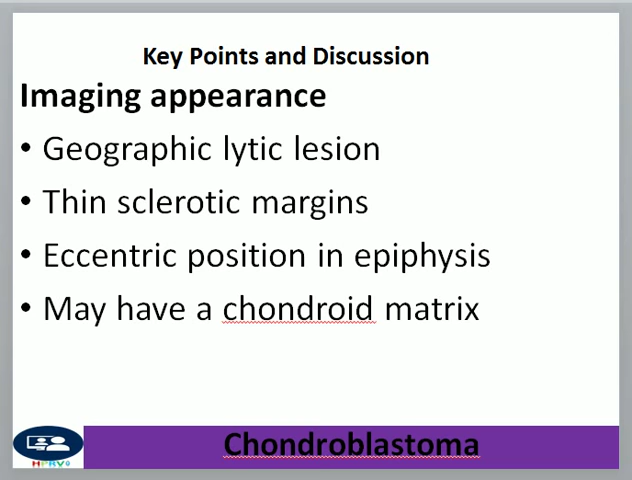 Key Points and Discussion
Imaging appearance
• Geographic lytic lesion
• Thin sclerotic margins
• Eccentric position in epiphysis
• May have a chondroid matrix
Chondroblastoma